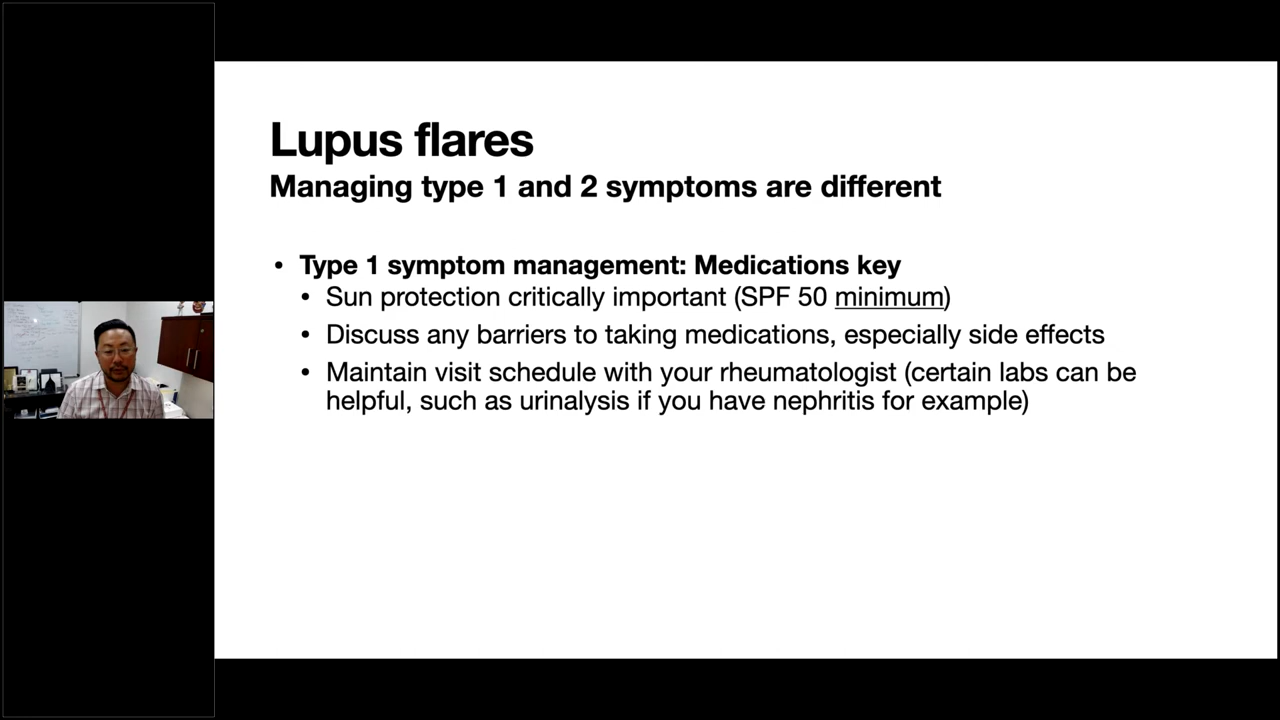 Lupus flares
Managing type 1 and 2 symptoms are different
• Type 1 symptom management: Medications key
• Sun protection critically important (SPF 50 minimum)
• Discuss any barriers to taking medications, especially side effects
• Maintain visit schedule with your rheumatologist (certain labs can be
helpful, such as urinalysis if you have nephritis for example)